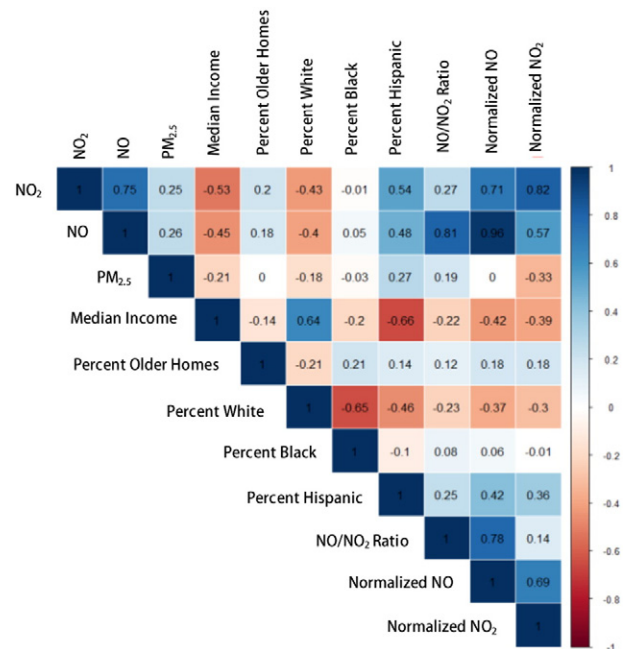 NO₂
NO
PM₂.₅
Median Income
Percent Older Homes
Percent White
Percent Black
Percent Hispanic
NO/NO₂ Ratio
Normalized NO
Normalized NO₂
NO₂ 1 0.75 0.25 -0.53 0.2 -0.43 -0.01 0.54 0.27 0.71 0.82
NO 1 0.26 -0.45 0.18 -0.4 0.05 0.48 0.81 0.96 0.57
PM₂.₅ 1 -0.21 0 -0.18 -0.03 0.27 0.19 0 -0.33
Median Income 1 -0.14 0.64 -0.2 -0.66 -0.22 -0.42 -0.39
Percent Older Homes 1 -0.21 0.21 0.14 0.12 0.18 0.18
Percent White 1 -0.65 -0.46 -0.23 -0.37 -0.3
Percent Black 1 -0.1 0.08 0.06 -0.01
Percent Hispanic 1 0.25 0.42 0.36
NO/NO₂ Ratio 1 0.78 0.14
Normalized NO 1 0.69
Normalized NO₂ 1
1
0.8
0.6
0.4
0.2
0
-0.2
-0.4
-0.6
-0.8
-1